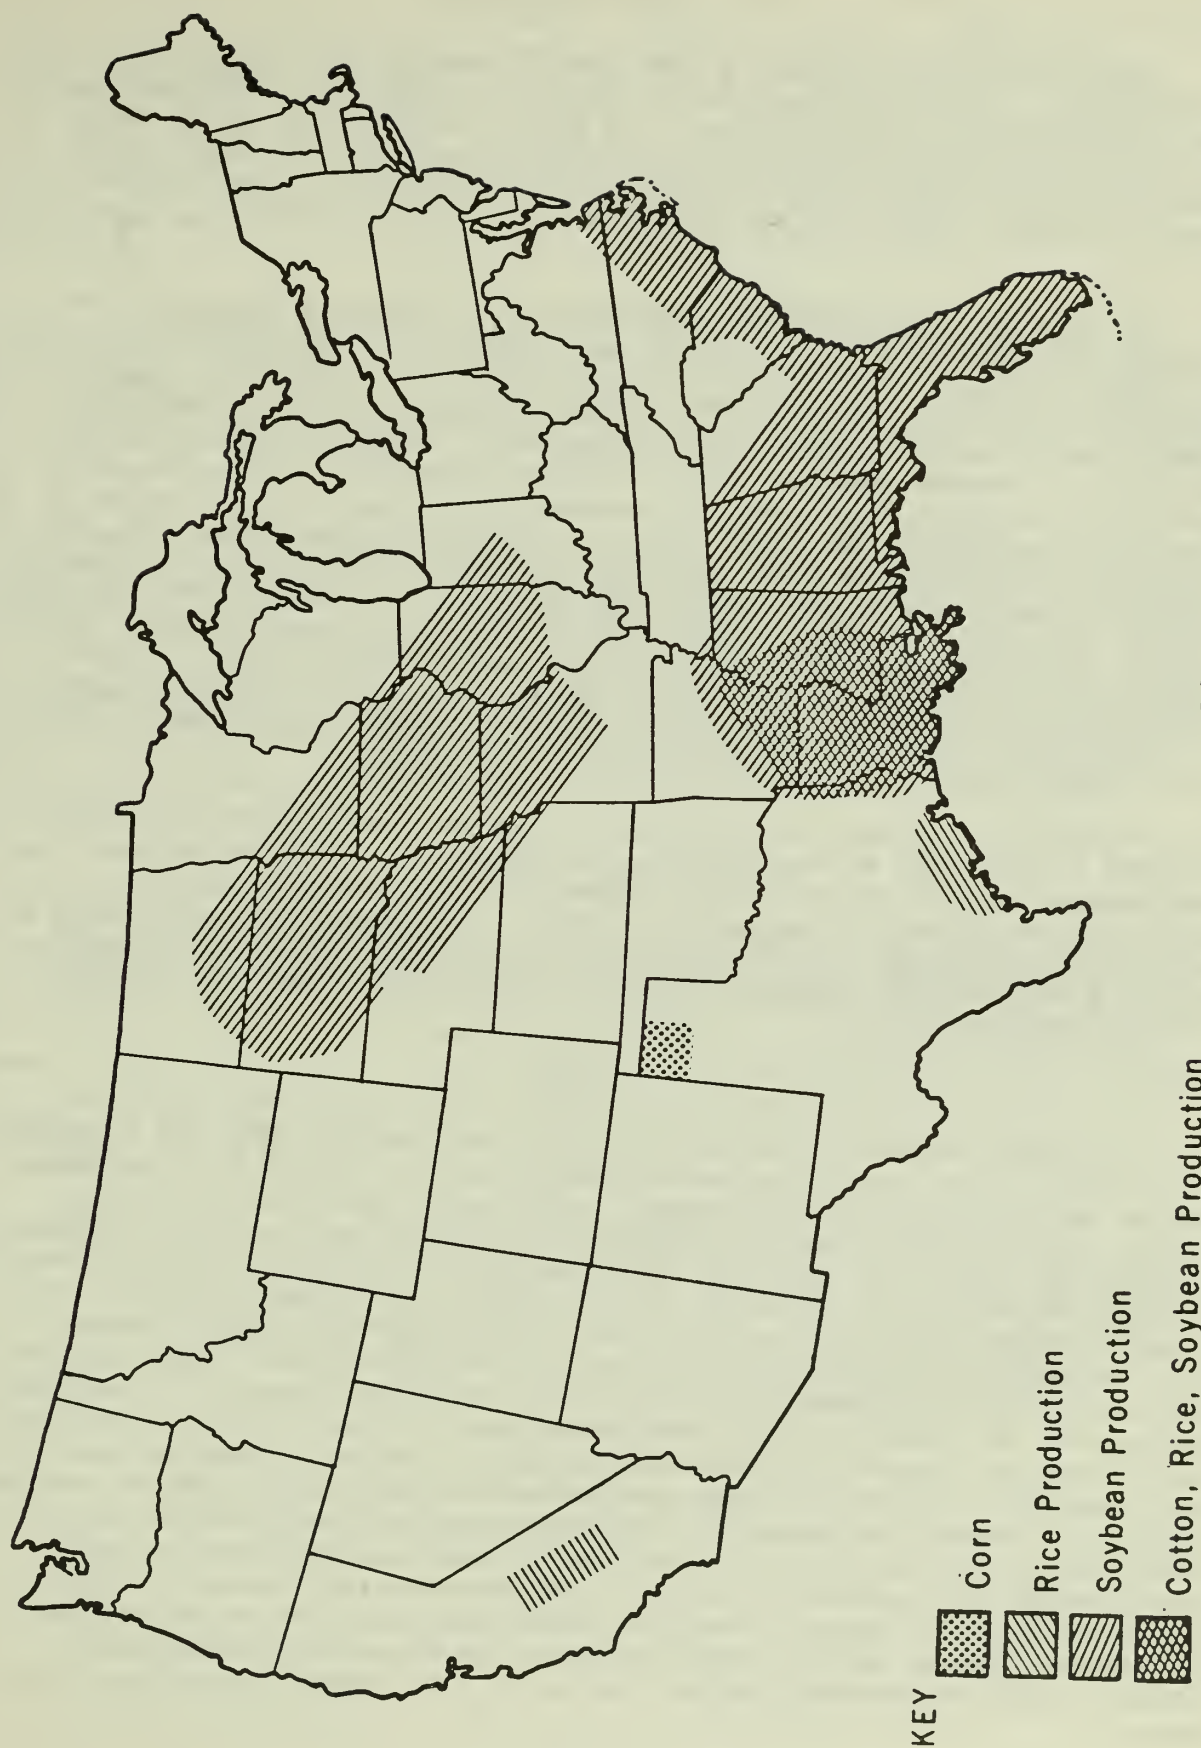 KEY
Corn
Rice Production
Soybean Production
Cotton, Rice, Soybean Production